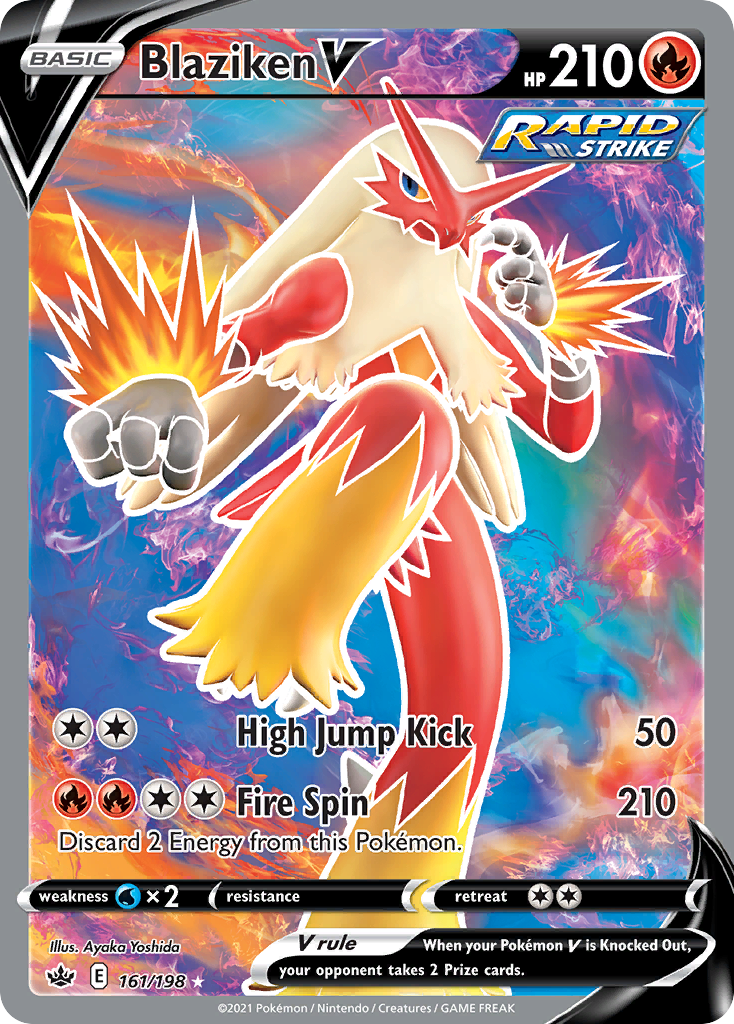 BASIC Blaziken V HP 210
RAPID
STRIKE
High Jump Kick 50
Fire Spin 210
Discard 2 Energy from this Pokémon.
weakness ×2 resistance retreat
Illus. Ayaka Yoshida
V rule When your Pokémon V is Knocked Out,
your opponent takes 2 Prize cards.
E 161/198
©2021 Pokémon / Nintendo / Creatures / GAME FREAK